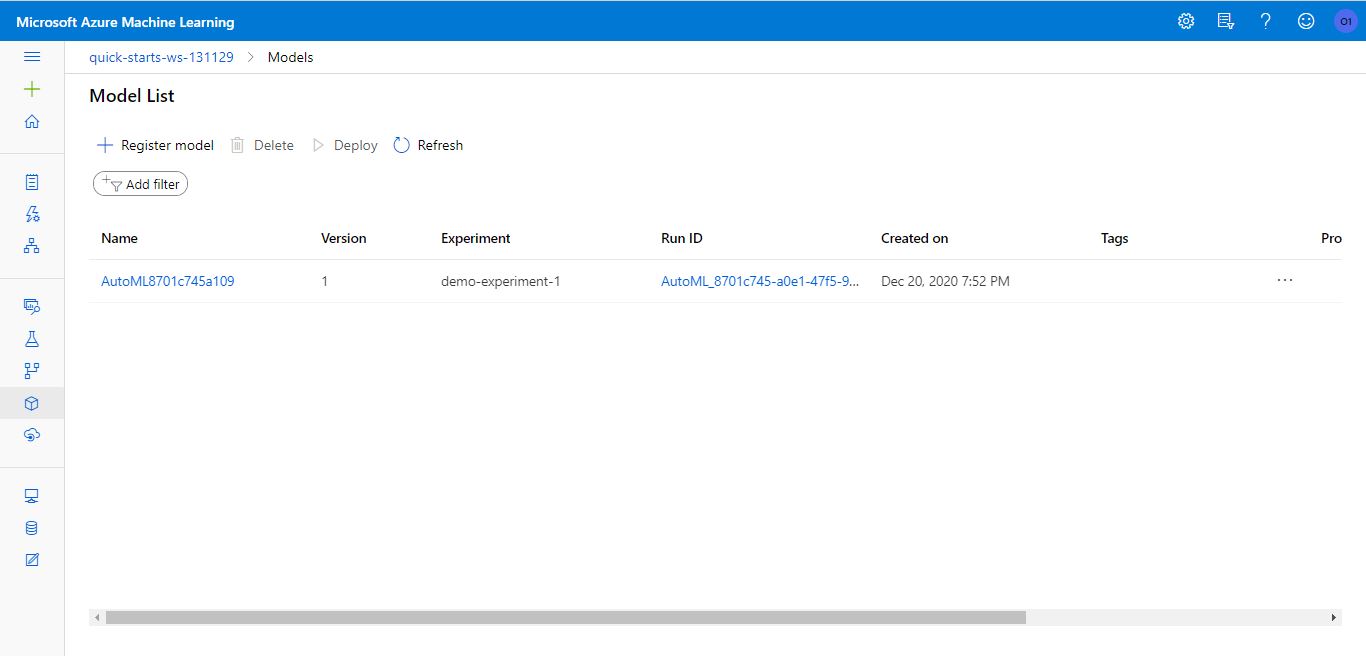 Microsoft Azure Machine Learning
O1
quick-starts-ws-131129 > Models
Model List
Register model Delete Deploy Refresh
Add filter
Name Version Experiment Run ID Created on Tags Pro
AutoML8701c745a109 1 demo-experiment-1 AutoML_8701c745-a0e1-47f5-9... Dec 20, 2020 7:52 PM ...